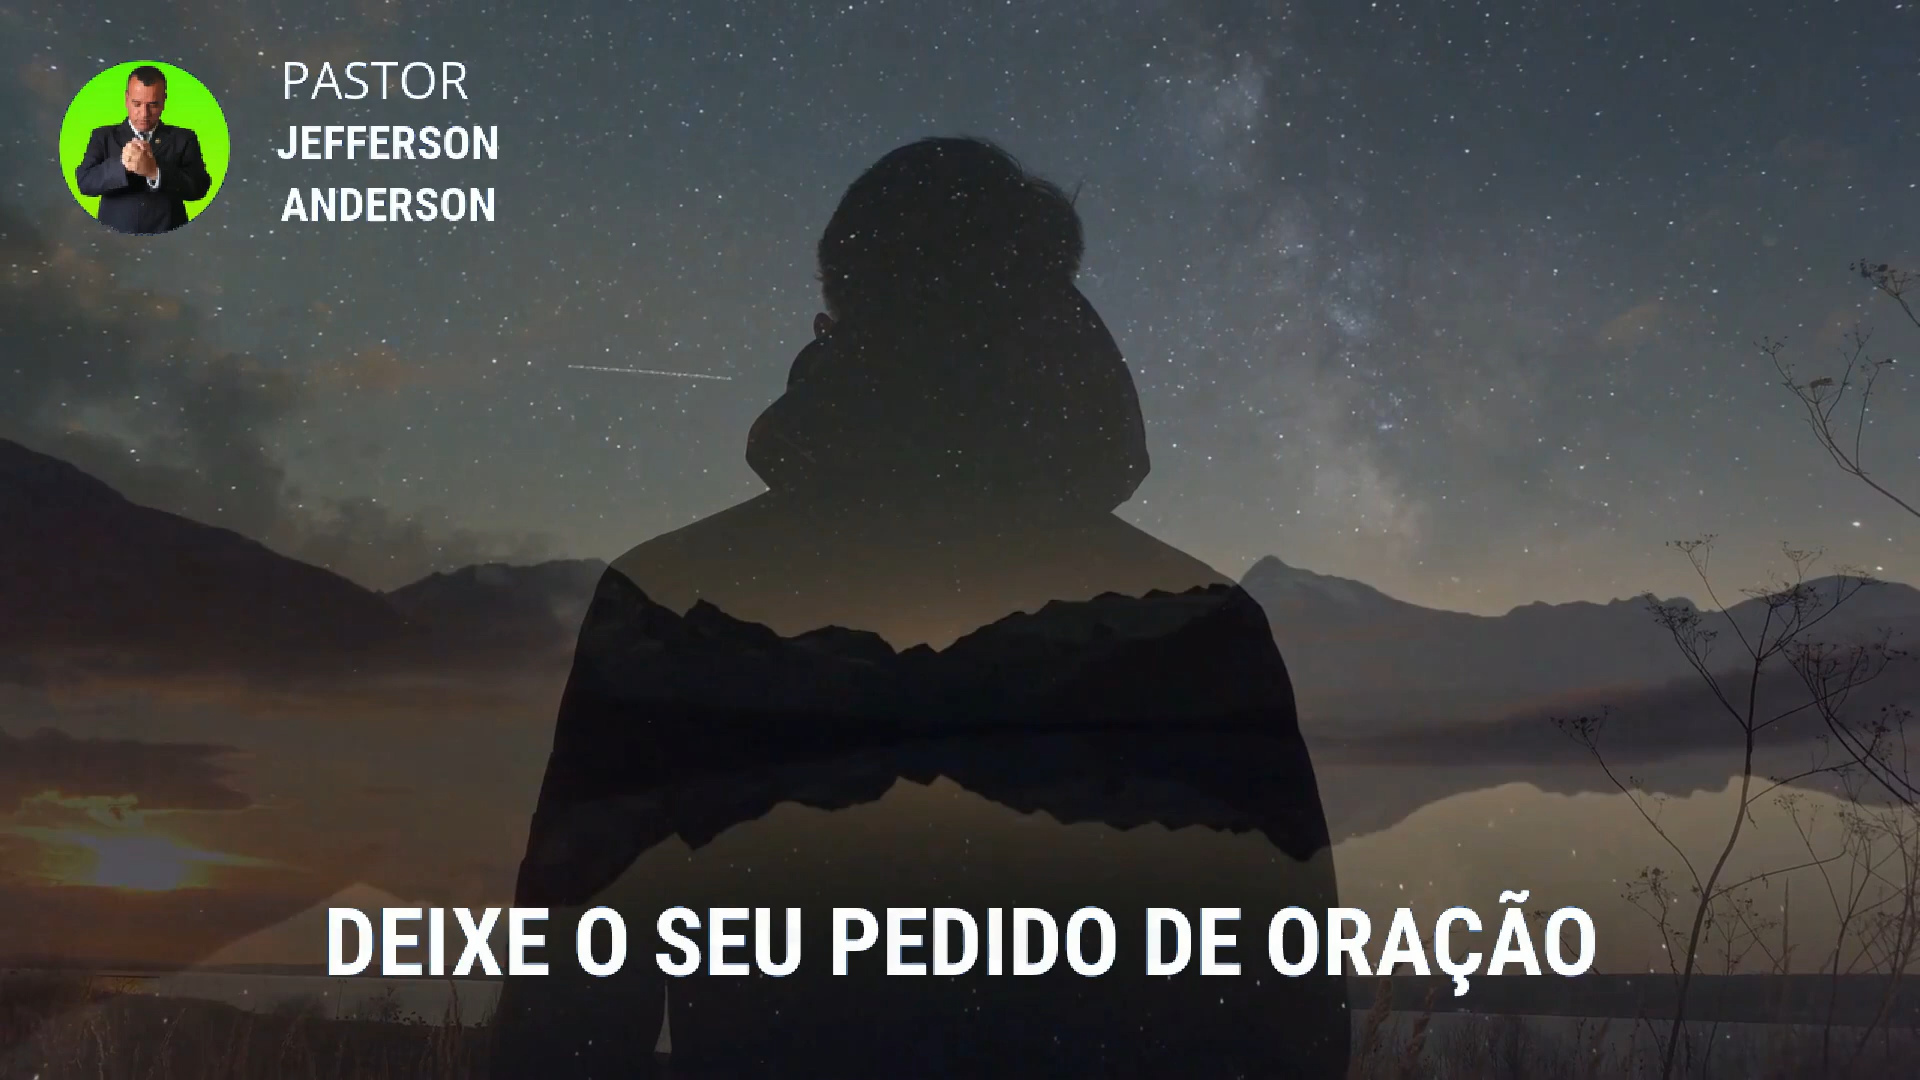 PASTOR
JEFFERSON
ANDERSON
DEIXE O SEU PEDIDO DE ORAÇÃO